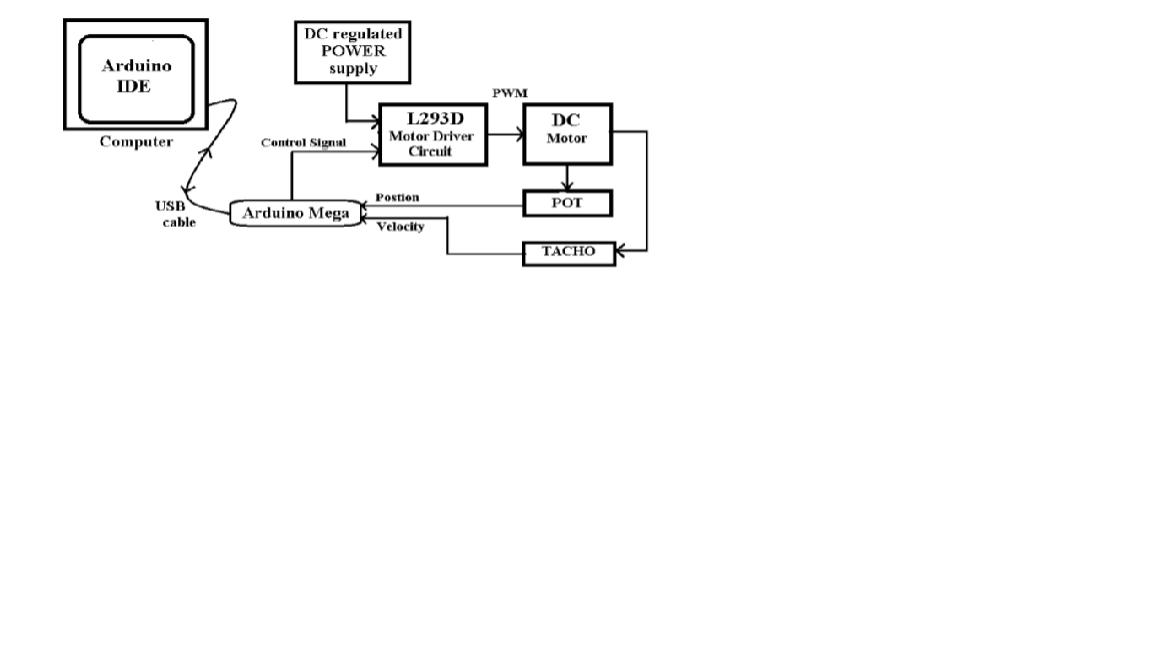 Arduino
IDE
Computer
USB
cable
DC regulated
POWER
supply
Control Signal
L293D
Motor Driver
Circuit
PWM
DC
Motor
Arduino Mega
Postion
Velocity
POT
TACHO